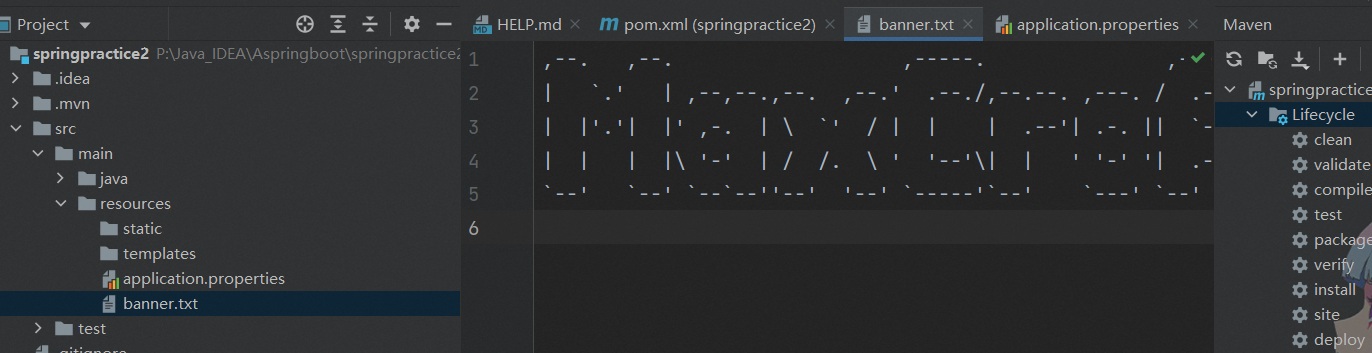 Project
HELP.md
pom.xml (springpractice2)
banner.txt
application.properties
Maven
springpractice2 P:\Java_IDEA\Aspringboot\springpractice2
.idea
.mvn
src
main
java
resources
static
templates
application.properties
banner.txt
test
.gitignore
1 ,--.   ,--.                        ,-----.                   ,-
2 |   `.'   | ,--,--.,--.  ,--.'  .--./,--.--. ,---. /  .-
3 |  |'.'|  |' ,-.  | \  `'  / |  |    |  .--'| .-. ||  `-
4 |  |   |  |\ '-'  | /  /.  \ '  '--'\|  |    ' '-' '|  .-
5 `--'   `--' `--`--''--'  '--' `-----'`--'     `---' `--'
6
springpractice
Lifecycle
clean
validate
compile
test
package
verify
install
site
deploy